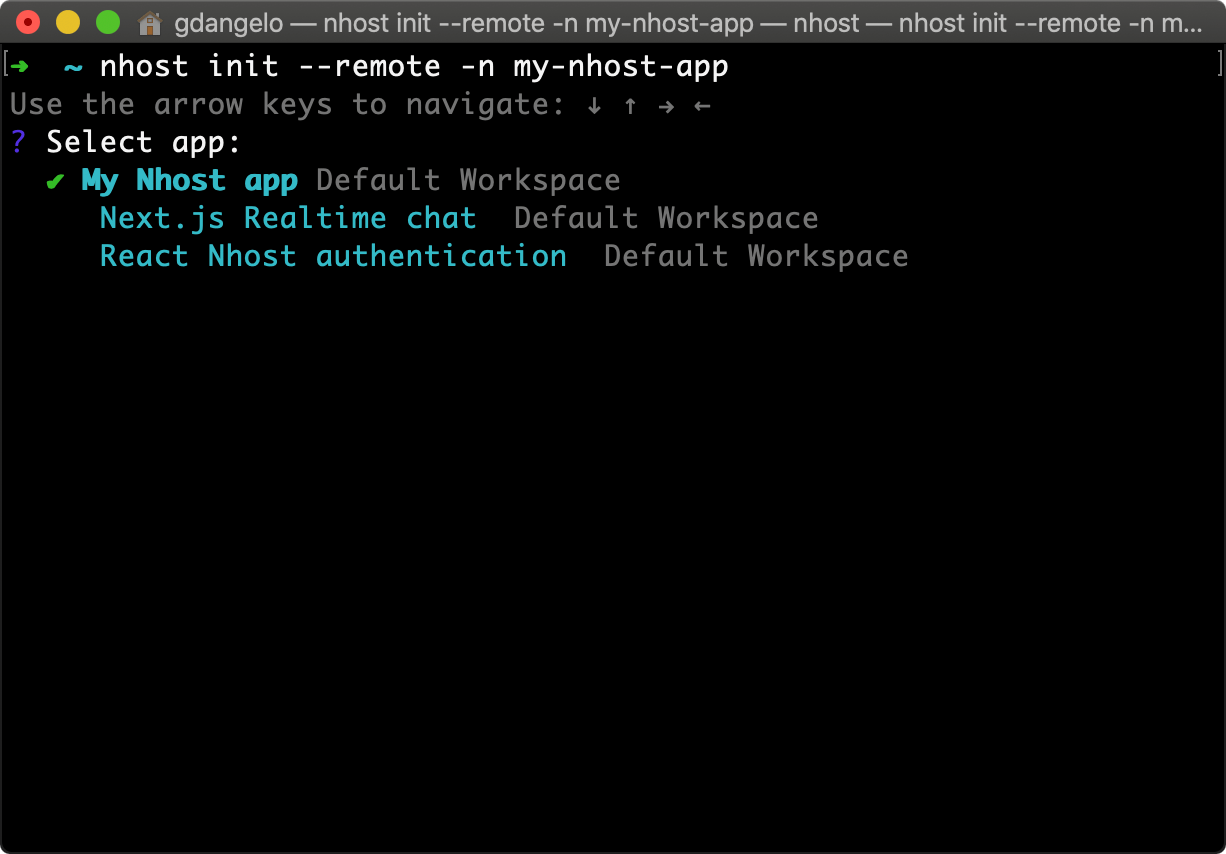 gdangelo — nhost init --remote -n my-nhost-app — nhost — nhost init --remote -n m...
[➜ ~ nhost init --remote -n my-nhost-app ]
Use the arrow keys to navigate: ↓ ↑ → ←
? Select app:
✔ My Nhost app Default Workspace
Next.js Realtime chat Default Workspace
React Nhost authentication Default Workspace